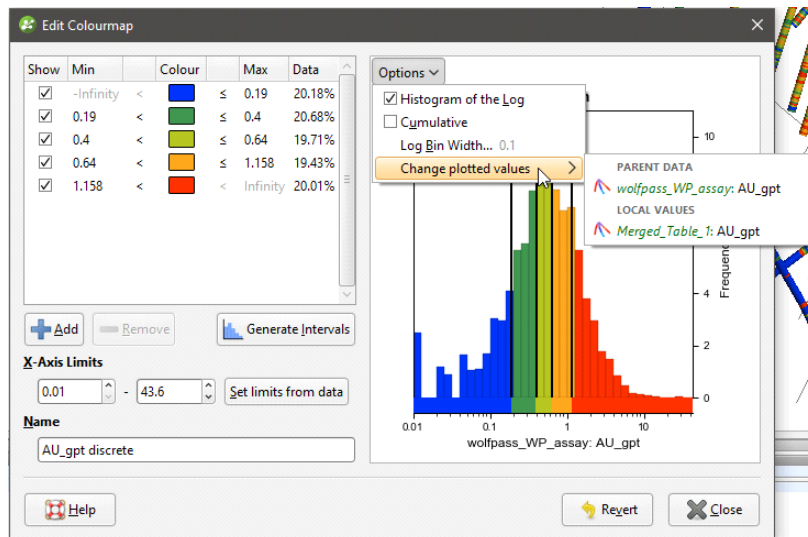 Edit Colourmap
Show Min < Colour Max Data
-Infinity < ≤ 0.19 20.18%
0.19 < ≤ 0.4 20.68%
0.4 < ≤ 0.64 19.71%
0.64 < ≤ 1.158 19.43%
1.158 < < Infinity 20.01%
Add
Remove
Generate Intervals
X-Axis Limits
0.01 - 43.6 Set limits from data
Name
AU_gpt discrete
Options
Histogram of the Log
Cumulative
Log Bin Width... 0.1
Change plotted values
PARENT DATA
wolfpass_WP_assay: AU_gpt
LOCAL VALUES
Merged_Table_1: AU_gpt
10
4
2
0
0.01 0.1 1 10
wolfpass_WP_assay: AU_gpt
Help
Revert
Close